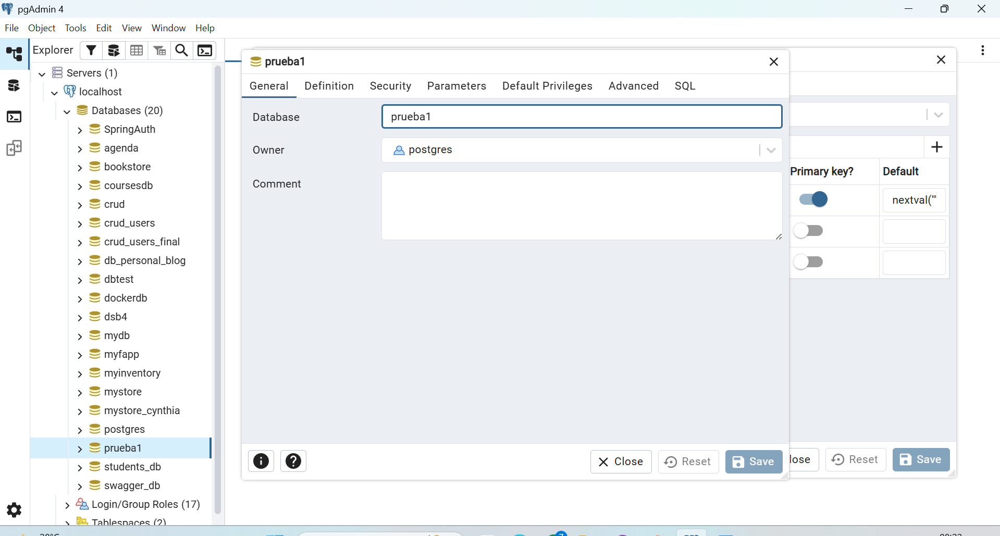 pgAdmin 4
File Object Tools Edit View Window Help
Explorer
Servers (1)
localhost
Databases (20)
SpringAuth
agenda
bookstore
coursesdb
crud
crud_users
crud_users_final
db_personal_blog
dbtest
dockerdb
dsb4
mydb
myfapp
myinventory
mystore
mystore_cynthia
postgres
prueba1
students_db
swagger_db
Login/Group Roles (17)
Tablespaces (2)
prueba1
General Definition Security Parameters Default Privileges Advanced SQL
Database prueba1
Owner postgres
Comment
Close Reset Save
Primary key? Default
nextval('"
lose Reset Save
7